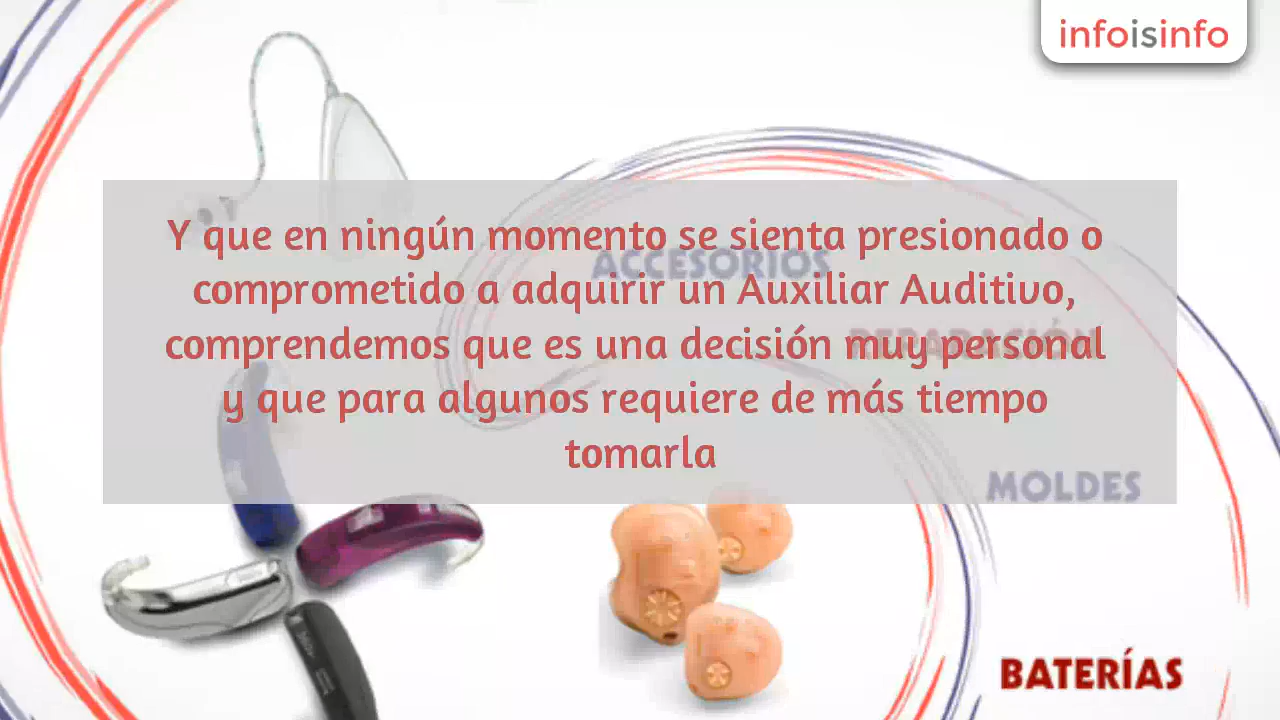 infoisinfo
Y que en ningún momento se sienta presionado o
comprometido a adquirir un Auxiliar Auditivo,
comprendemos que es una decisión muy personal
y que para algunos requiere de más tiempo
tomarla
ACCESORIOS
REPARACIÓN
MOLDES
BATERÍAS